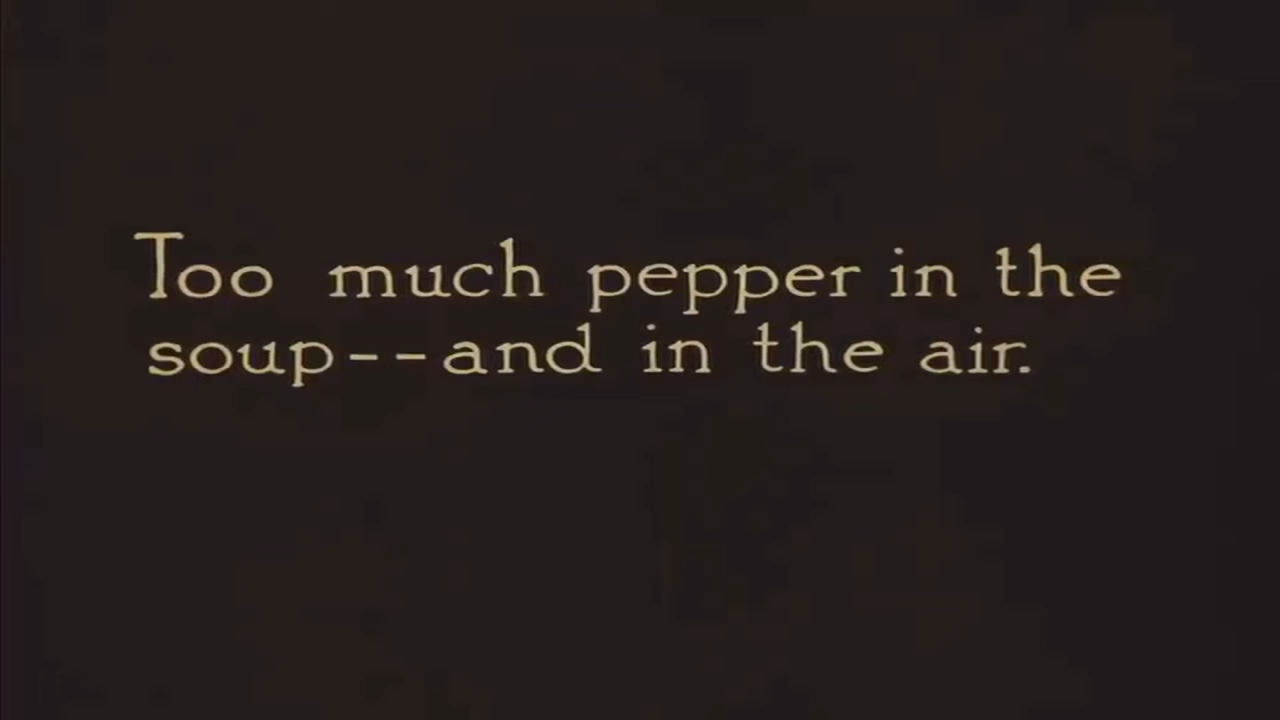 Too much pepper in the
soup--and in the air.